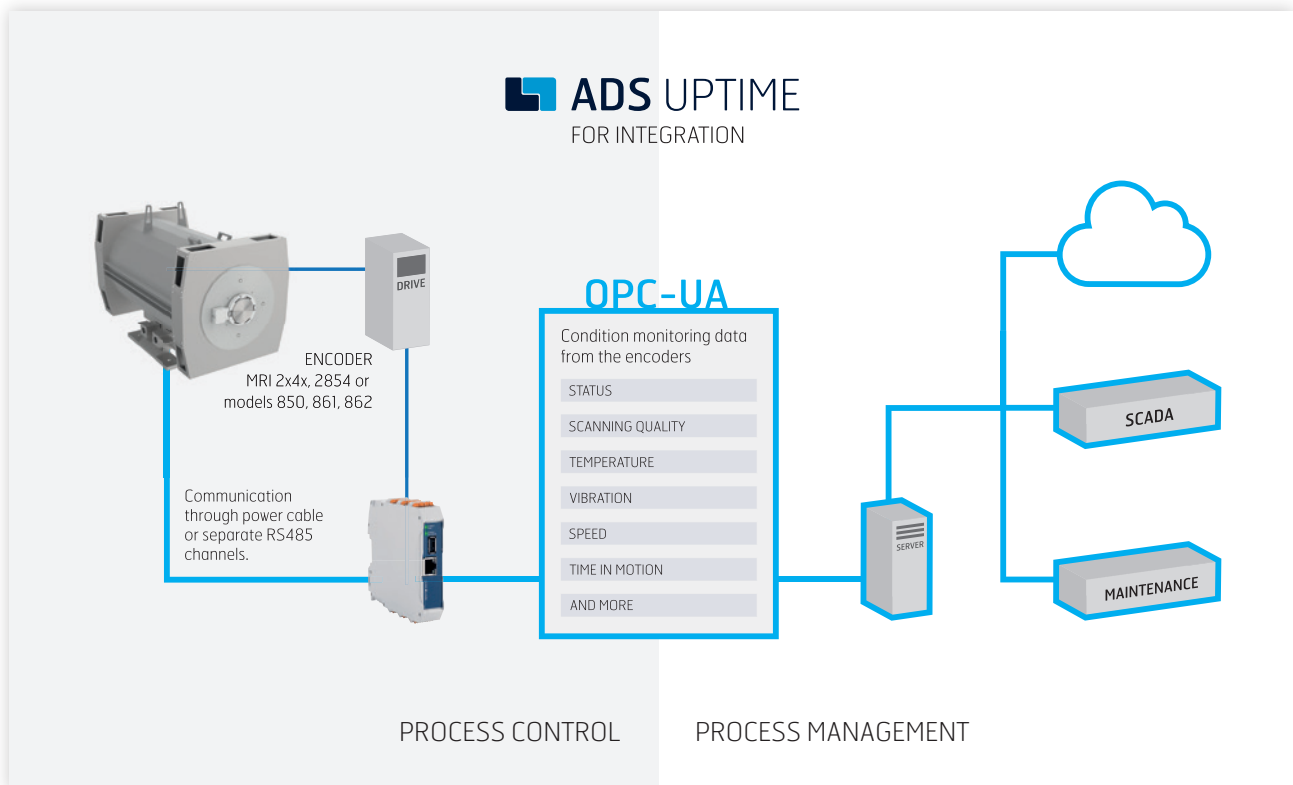 ADS UPTIME
FOR INTEGRATION
DRIVE
ENCODER
MRI 2x4x, 2854 or
models 850, 861, 862
Communication
through power cable
or separate RS485
channels.
OPC-UA
Condition monitoring data
from the encoders
STATUS
SCANNING QUALITY
TEMPERATURE
VIBRATION
SPEED
TIME IN MOTION
AND MORE
SERVER
SCADA
MAINTENANCE
PROCESS CONTROL
PROCESS MANAGEMENT